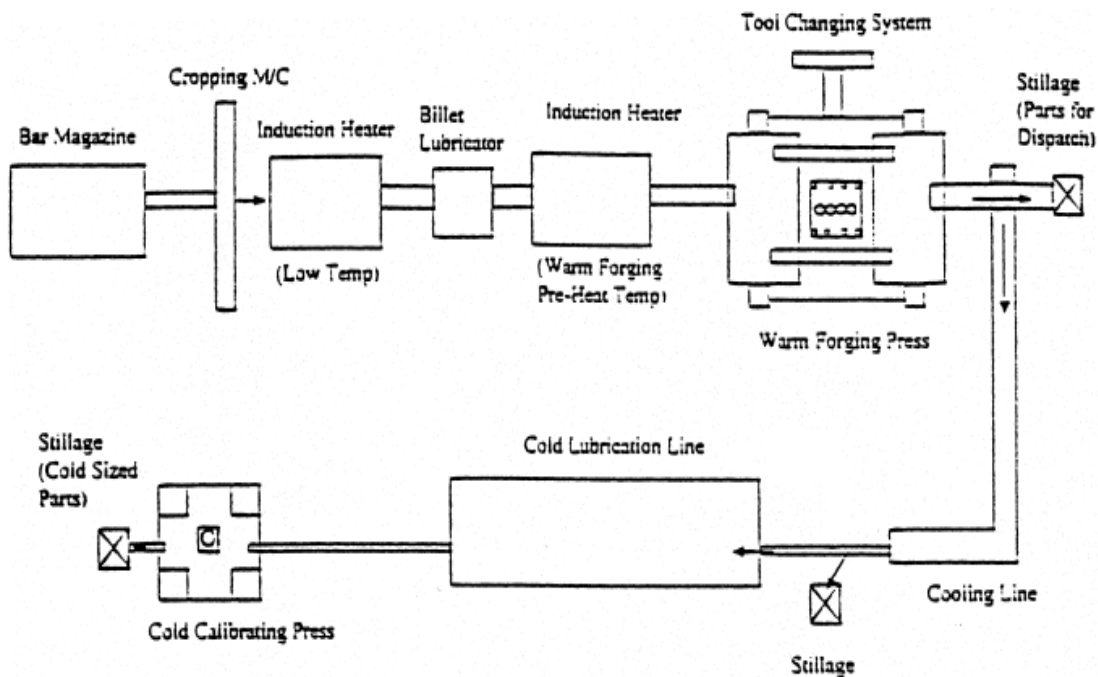 Tool Changing System
Cropping M/C
Stillage
(Parts for
Dispatch)
Bar Magazine
Induction Heater
Billet
Lubricator
Induction Heater
(Low Temp)
(Warm Forging
Pre-Heat Temp)
Warm Forging Press
Stillage
(Cold Sized
Parts)
Cold Lubrication Line
C
Cooling Line
Cold Calibrating Press
Stillage